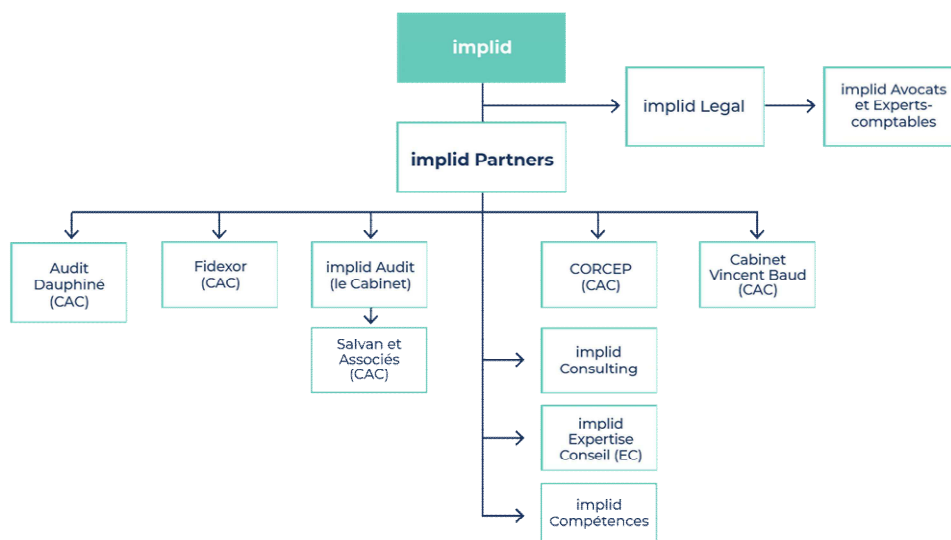 implid
implid Legal
implid Avocats
et Experts-
comptables
implid Partners
Audit
Dauphiné
(CAC)
Fidexor
(CAC)
implid Audit
(le Cabinet)
CORCEP
(CAC)
Cabinet
Vincent Baud
(CAC)
Salvan et
Associés
(CAC)
implid
Consulting
implid
Expertise
Conseil (EC)
implid
Compétences